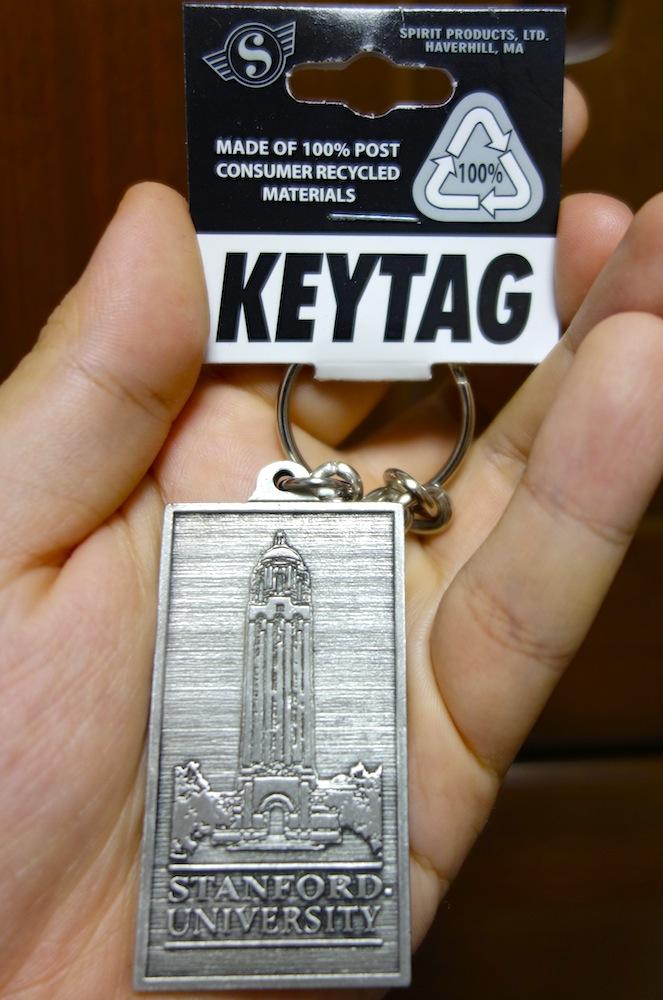 S
SPIRIT PRODUCTS, LTD.
HAVERHILL, MA
MADE OF 100% POST
CONSUMER RECYCLED
MATERIALS
100%
KEYTAG
STANFORD
UNIVERSITY